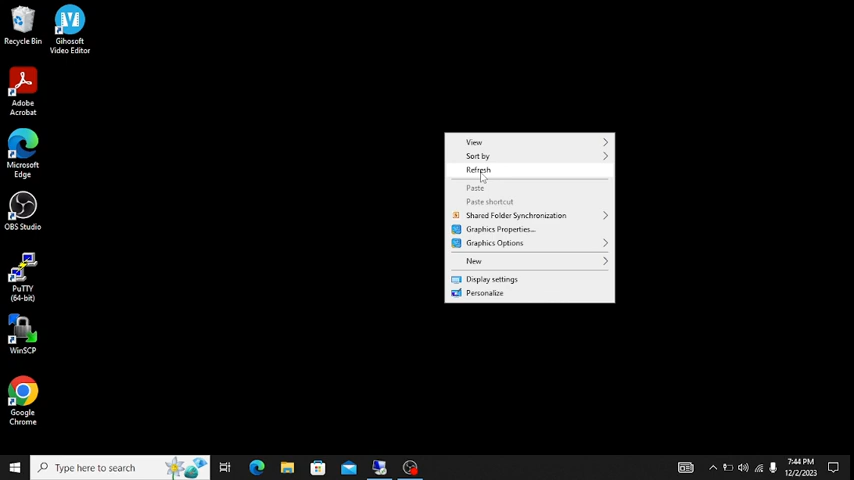 Recycle Bin
Gihosoft
Video Editor
Adobe
Acrobat
Microsoft
Edge
OBS Studio
PuTTY
(64-bit)
WinSCP
Google
Chrome
View
Sort by
Refresh
Paste
Paste shortcut
Shared Folder Synchronization
Graphics Properties...
Graphics Options
New
Display settings
Personalize
Type here to search
7:44 PM
12/2/2023